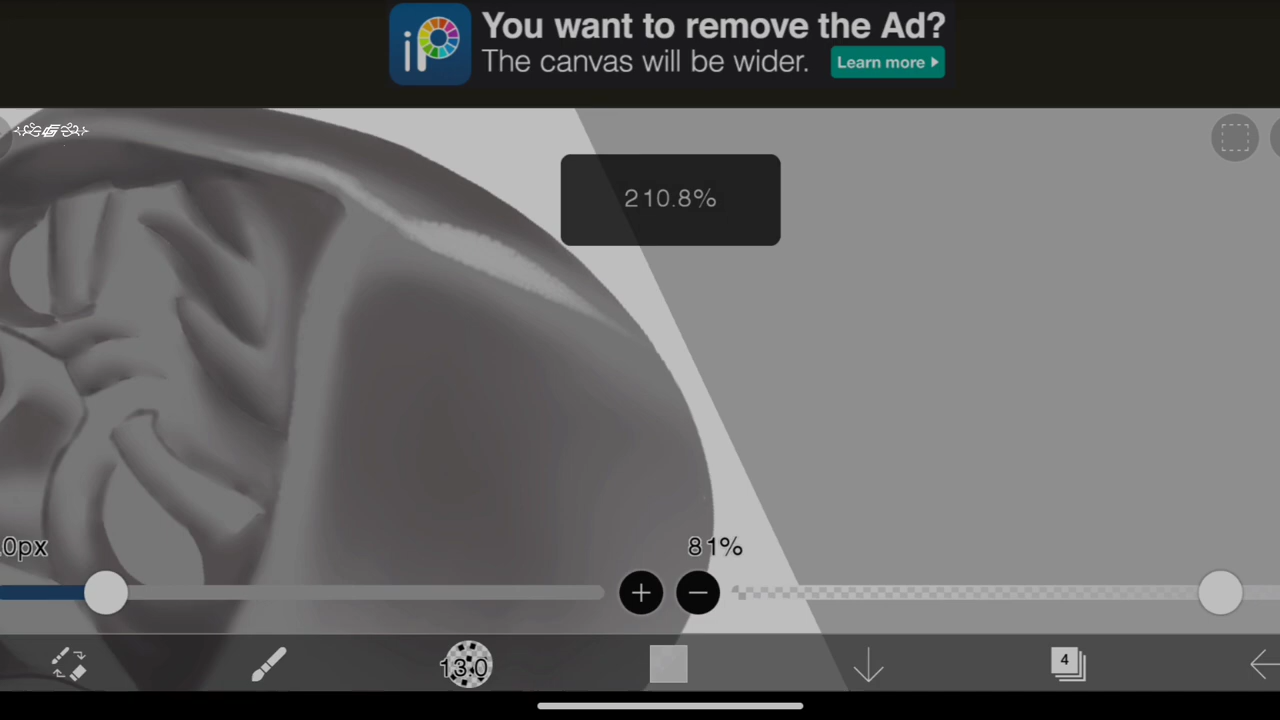 iP
You want to remove the Ad?
The canvas will be wider.
Learn more
210.8%
0px
81%
13.0
4